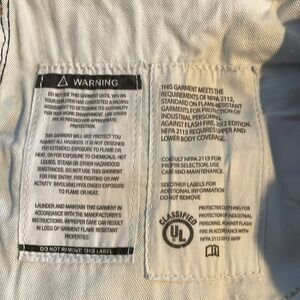 WARNING
DO NOT USE THIS GARMENT UNTIL YOU OR
YOUR EMPLOYER HAS CONDUCTED A HAZARD
ASSESSMENT TO DETERMINE ITS SUITABILITY
FOR YOUR WORK ENVIRONMENT. USE OTHER
PPE AS NEEDED FOR APPROPRIATE
PROTECTION.
THIS GARMENT WILL NOT PROTECT YOU
AGAINST ALL HAZARDS. IT IS NOT DESIGNED
FOR EXTENDED EXPOSURE TO FLAME OR
HEAT, OR FOR EXPOSURE TO CHEMICALS, HOT
LIQUIDS, STEAM OR OTHER HAZARDOUS
SUBSTANCES. DO NOT USE THIS GARMENT
FOR FIRE ENTRY, FIRE FIGHTING OR ANY
ACTIVITY INVOLVING PROLONGED EXPOSURE
TO FLAME OR HEAT.
LAUNDER AND MAINTAIN THIS GARMENT IN
ACCORDANCE WITH THE MANUFACTURER'S
INSTRUCTIONS. IMPROPER CARE CAN RESULT
IN LOSS OF GARMENT FLAME RESISTANT
PROPERTIES
DO NOT REMOVE THIS LABEL
THIS GARMENT MEETS THE
REQUIREMENTS OF NFPA 2112,
STANDARD ON FLAME-RESISTANT
GARMENTS FOR PROTECTION OF
INDUSTRIAL PERSONNEL
AGAINST FLASH FIRE, 2012 EDITION.
NFPA 2113 REQUIRES UPPER AND
LOWER BODY COVERAGE.
CONSULT NFPA 2113 FOR
PROPER SELECTION, USE
CARE AND MAINTENANCE.
SEE OTHER LABELS FOR
ADDITIONAL INFORMATION
DO NOT REMOVE
CLASSIFIED
UL
PROTECTIVE CLOTHING FOR
PROTECTION OF INDUSTRIAL
PERSONNEL AGAINST FLASH
FIRE IN ACCORDANCE WITH
NFPA 2112-2012